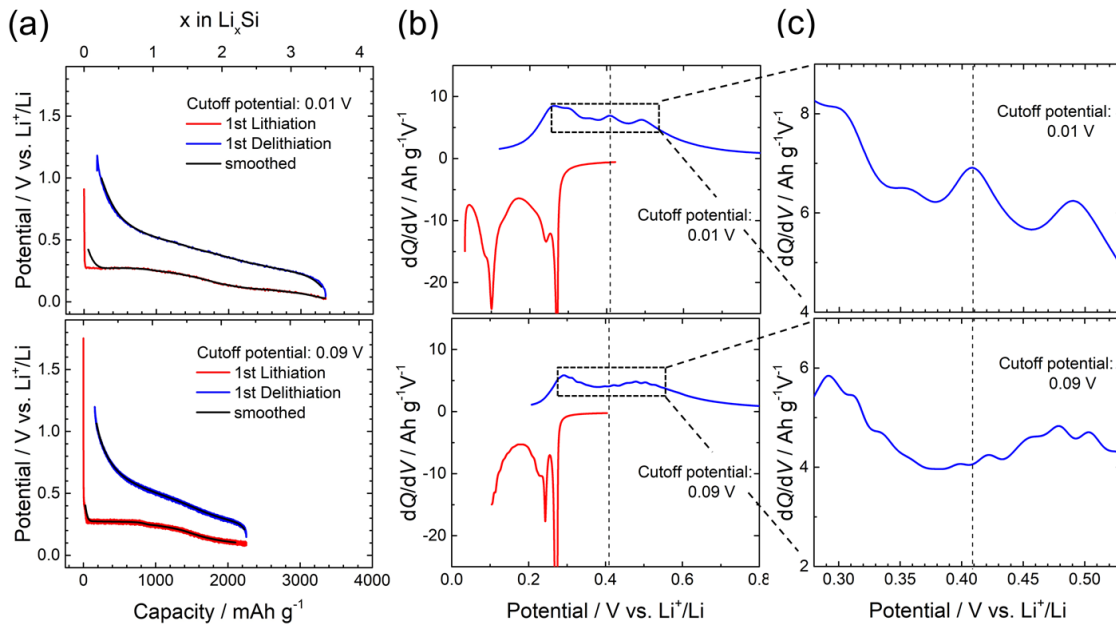 (a)
x in LixSi
0 1 2 3 4
Potential / V vs. Li+/Li
1.5
1.0
0.5
0.0
Cutoff potential: 0.01 V
1st Lithiation
1st Delithiation
smoothed
Potential / V vs. Li+/Li
1.5
1.0
0.5
0.0
Cutoff potential: 0.09 V
1st Lithiation
1st Delithiation
smoothed
0 1000 2000 3000 4000
Capacity / mAh g-1
(b)
dQ/dV / Ah g-1V-1
10
0
-10
-20
Cutoff potential:
0.01 V
dQ/dV / Ah g-1V-1
10
0
-10
-20
Cutoff potential:
0.09 V
0.0 0.2 0.4 0.6 0.8
Potential / V vs. Li+/Li
(c)
dQ/dV / Ah g-1V-1
8
6
4
Cutoff potential:
0.01 V
dQ/dV / Ah g-1V-1
6
4
2
Cutoff potential:
0.09 V
0.30 0.35 0.40 0.45 0.50
Potential / V vs. Li+/Li